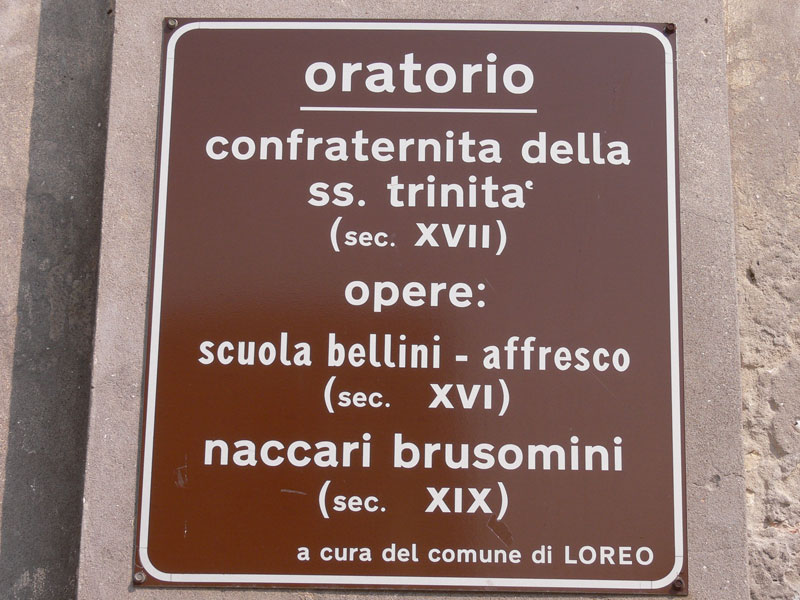 oratorio
confraternita della
ss. trinita'
(sec. XVII)
opere:
scuola bellini - affresco
(sec. XVI)
naccari brusomini
(sec. XIX)
a cura del comune di LOREO